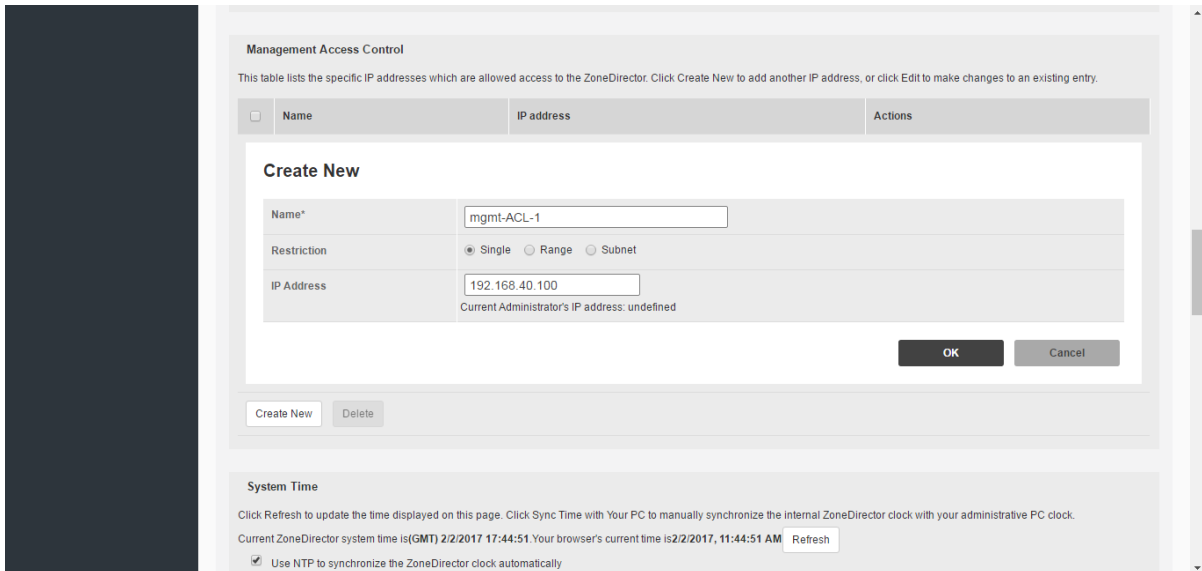 Management Access Control
This table lists the specific IP addresses which are allowed access to the ZoneDirector. Click Create New to add another IP address, or click Edit to make changes to an existing entry.
Name IP address Actions
Create New
Name* mgmt-ACL-1
Restriction Single Range Subnet
IP Address 192.168.40.100
Current Administrator's IP address: undefined
OK Cancel
Create New Delete
System Time
Click Refresh to update the time displayed on this page. Click Sync Time with Your PC to manually synchronize the internal ZoneDirector clock with your administrative PC clock.
Current ZoneDirector system time is(GMT) 2/2/2017 17:44:51.Your browser's current time is2/2/2017, 11:44:51 AM Refresh
Use NTP to synchronize the ZoneDirector clock automatically